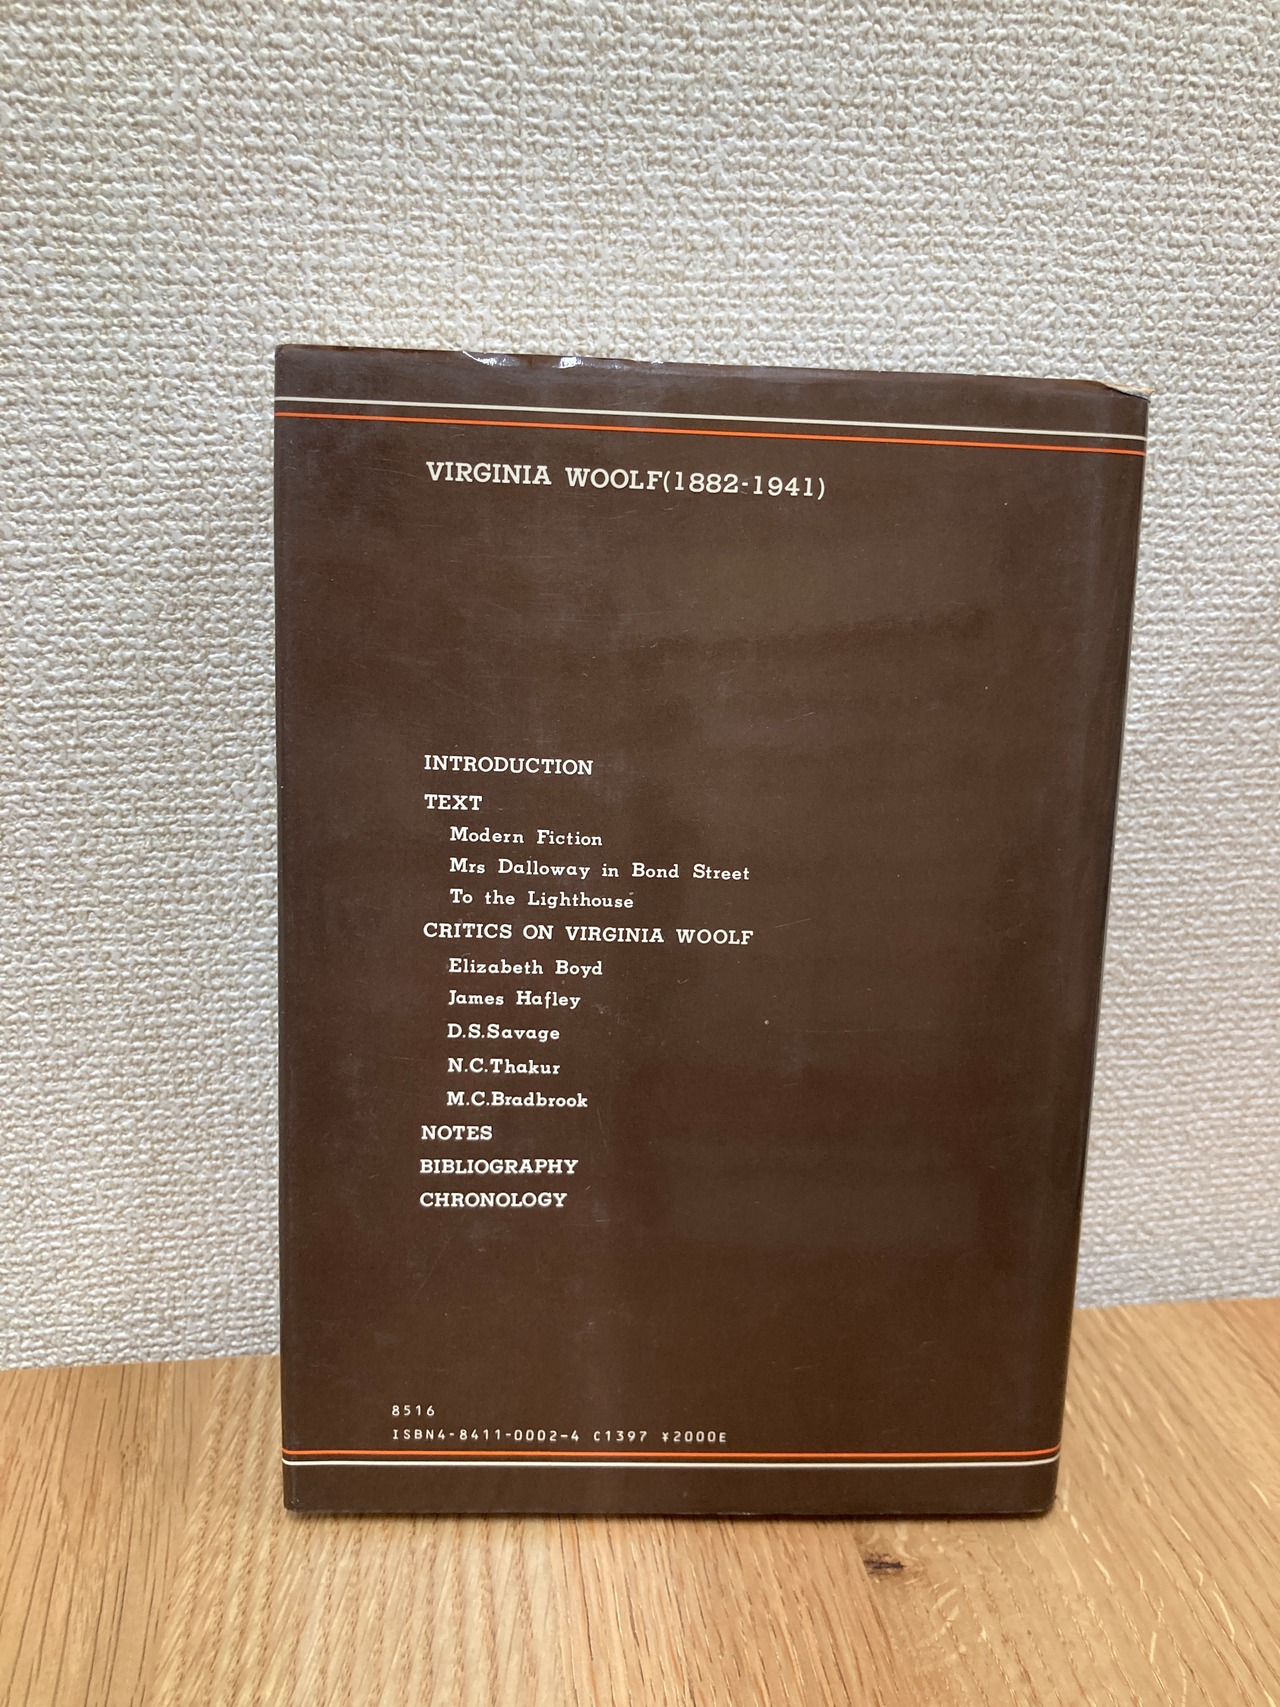 VIRGINIA WOOLF(1882-1941)
INTRODUCTION
TEXT
Modern Fiction
Mrs Dalloway in Bond Street
To the Lighthouse
CRITICS ON VIRGINIA WOOLF
Elizabeth Boyd
James Hafley
D.S.Savage
N.C.Thakur
M.C.Bradbrook
NOTES
BIBLIOGRAPHY
CHRONOLOGY
8516
ISBN4-8411-0002-4 C1397 ¥2000E